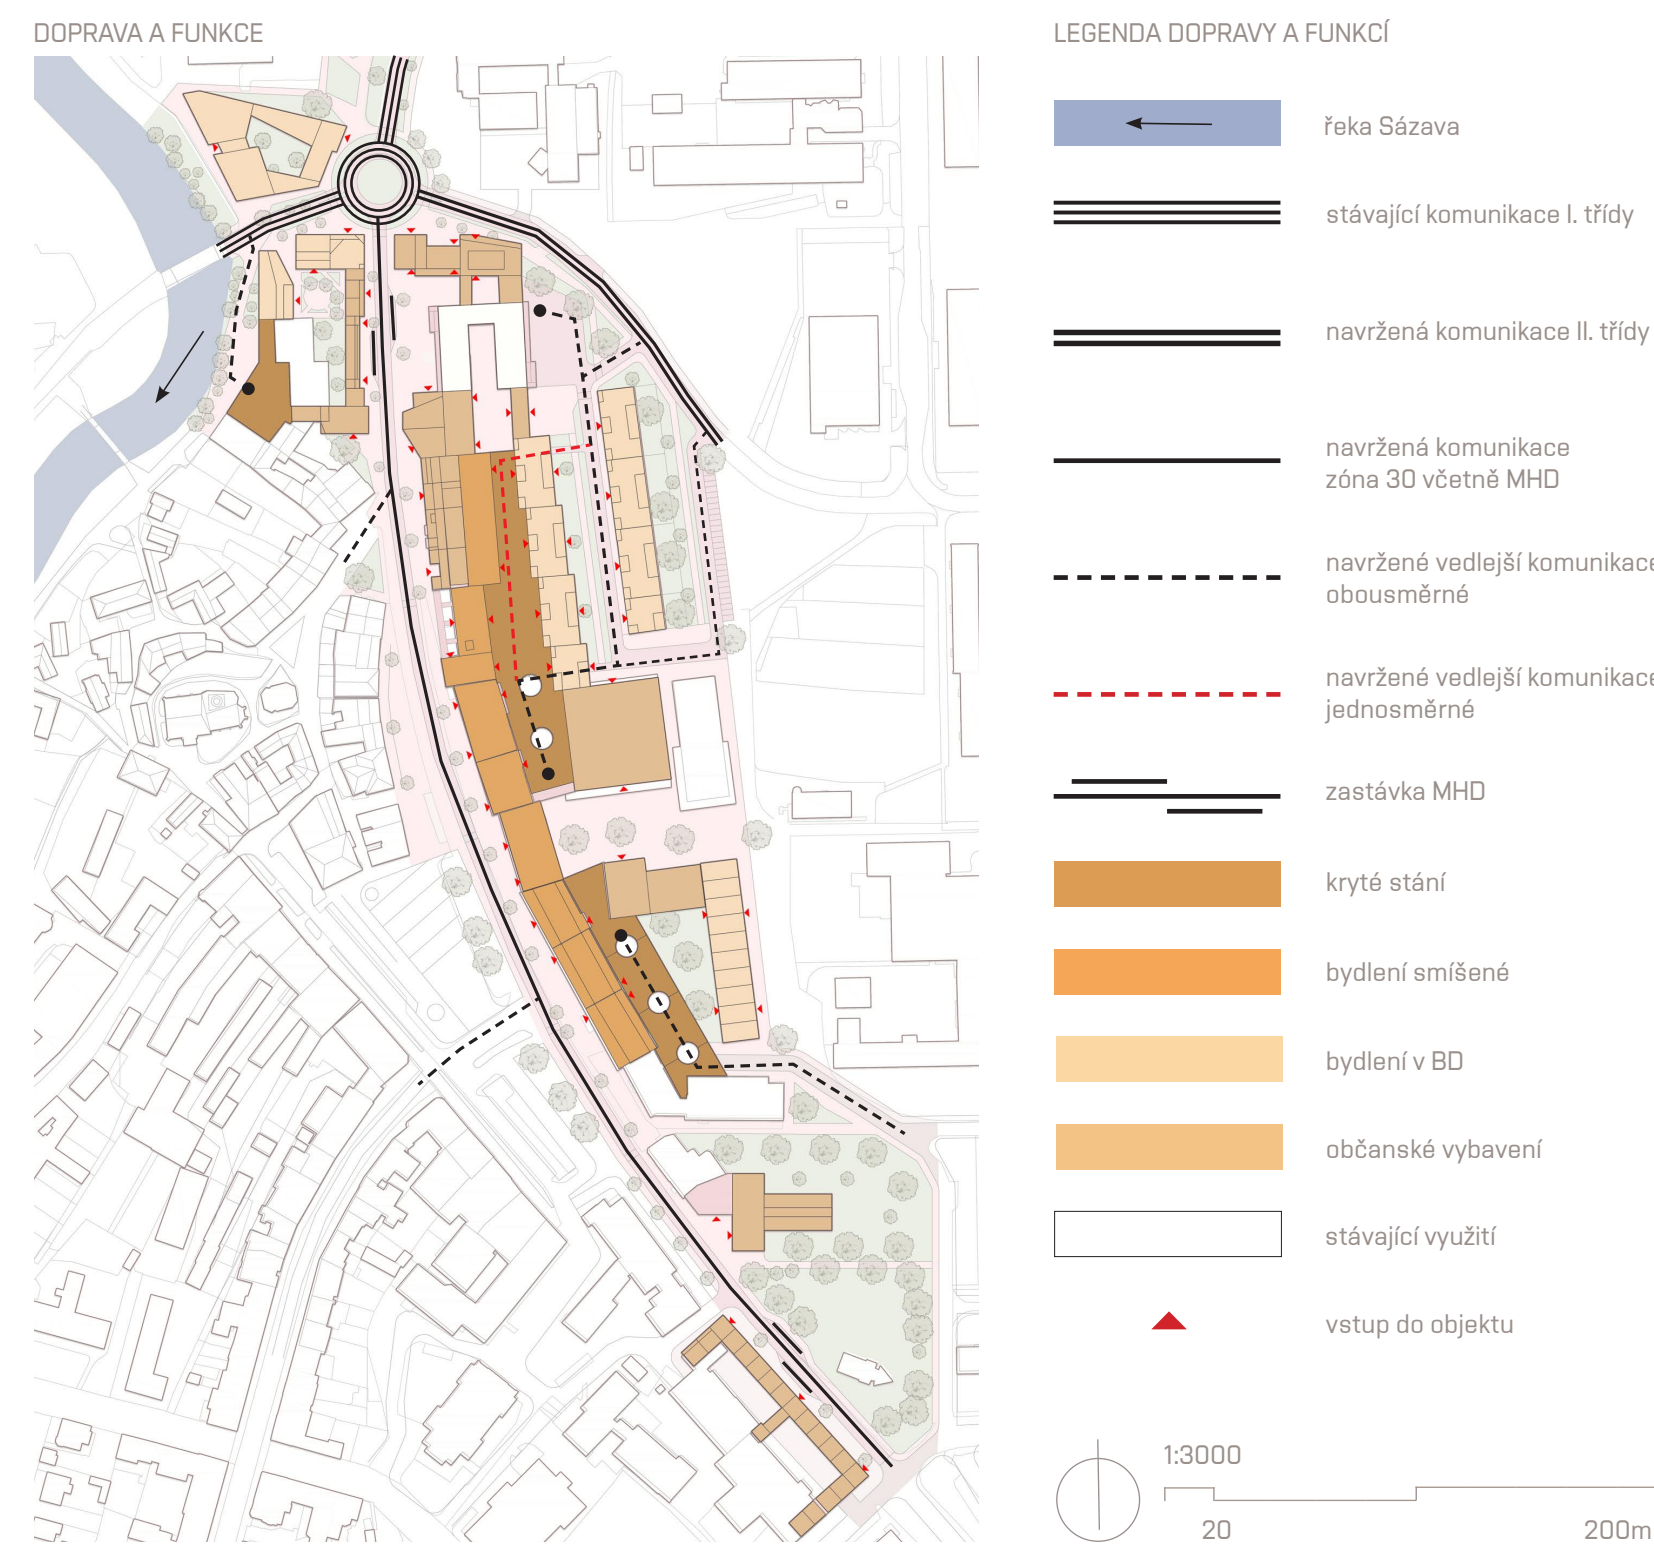 DOPRAVA A FUNKCE
LEGENDA DOPRAVY A FUNKCÍ
řeka Sázava
stávající komunikace I. třídy
navržená komunikace II. třídy
navržená komunikace
zóna 30 včetně MHD
navržené vedlejší komunikace
obousměrné
navržené vedlejší komunikace
jednosměrné
zastávka MHD
kryté stání
bydlení smíšené
bydlení v BD
občanské vybavení
stávající využití
vstup do objektu
1:3000
20
200m